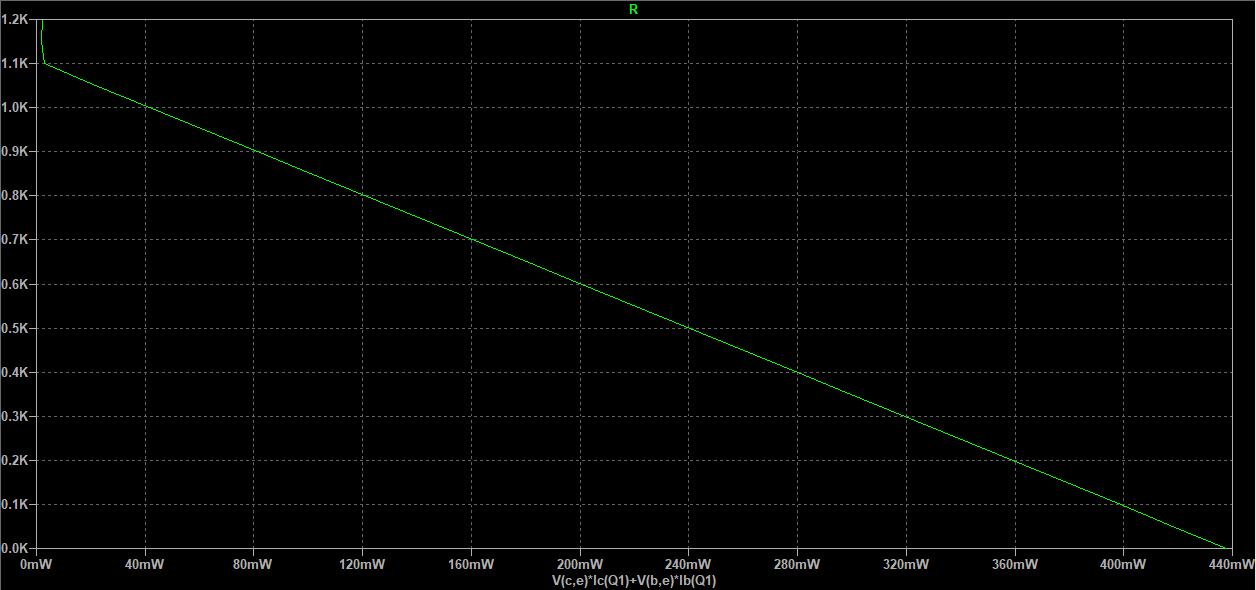 R
1.2K
1.1K
1.0K
0.9K
0.8K
0.7K
0.6K
0.5K
0.4K
0.3K
0.2K
0.1K
0.0K
0mW 40mW 80mW 120mW 160mW 200mW 240mW 280mW 320mW 360mW 400mW 440mW
V(c,e)*Ic(Q1)+V(b,e)*Ib(Q1)